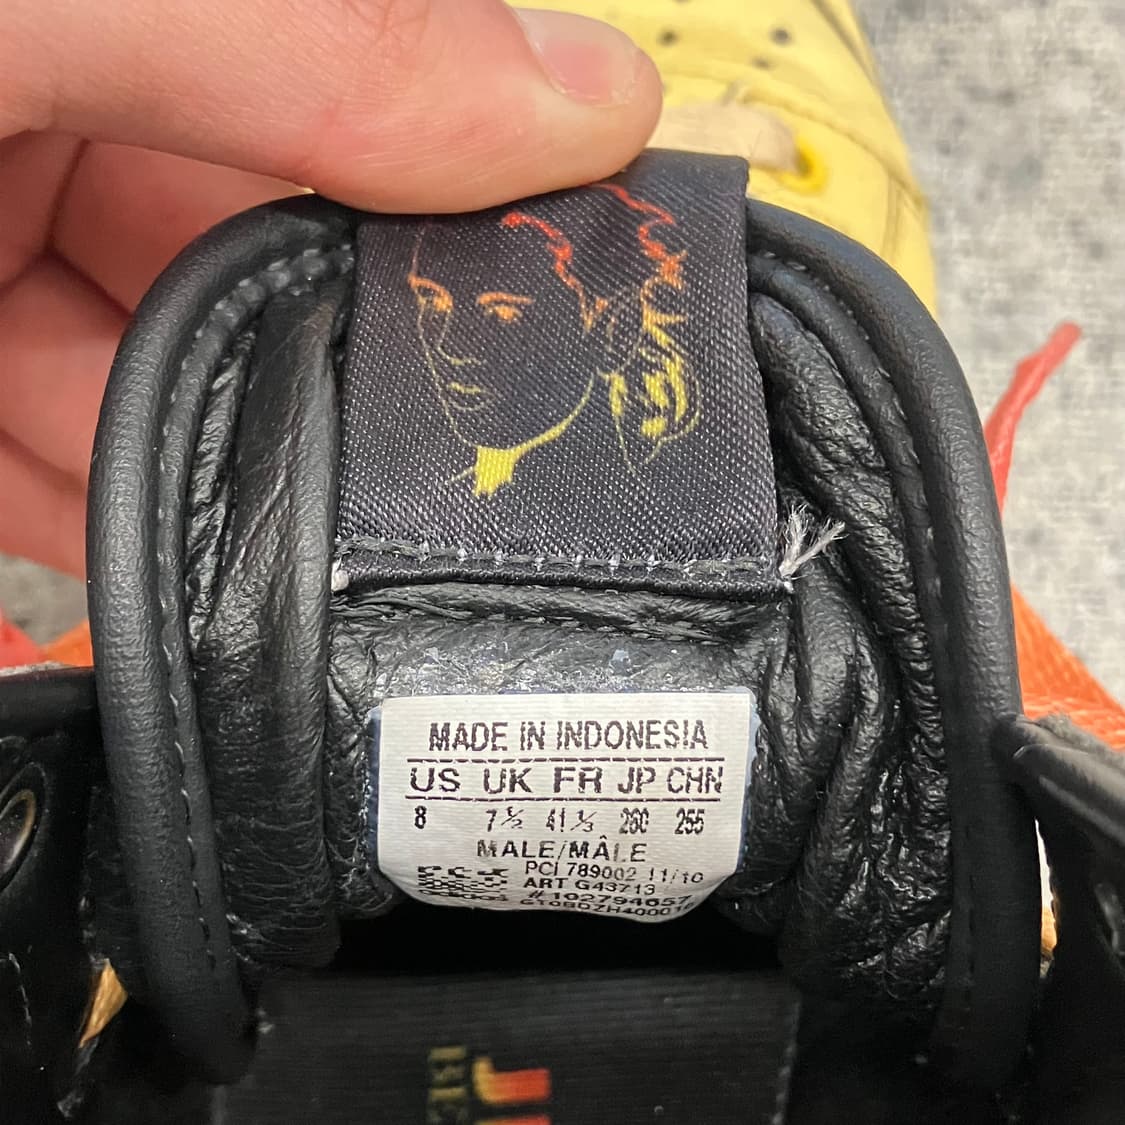 MADE IN INDONESIA
US UK FR JP CHN
8 7½ 41⅓ 260 255
MALE/MÂLE
PCI 789002 11/10
ART G43713
#102794657